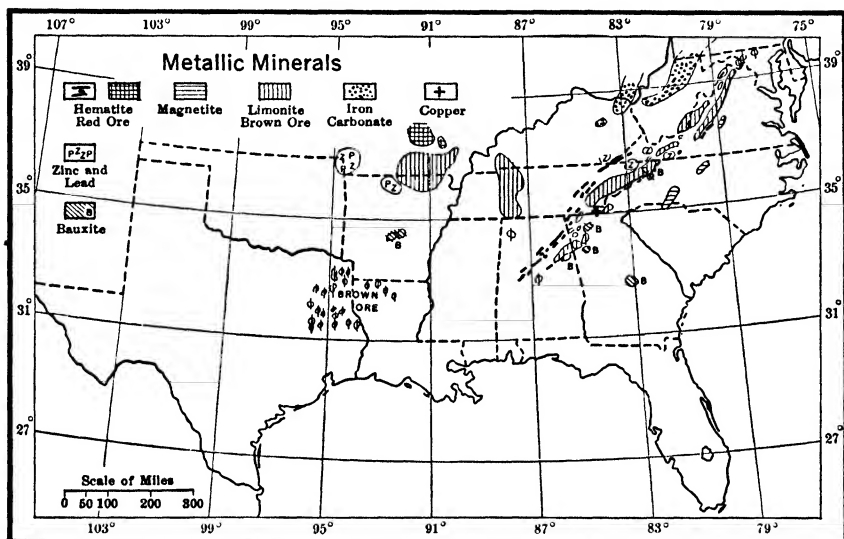 107° 103° 99° 95° 91° 87° 83° 79° 75°
39° 39°
Metallic Minerals
Hematite Magnetite Limonite Iron Copper
Red Ore Brown Ore Carbonate
P Z Z P
Zinc and
Lead
P
Z
P Z
35° 35°
B
Bauxite
B
B
B
B
B
B
BROWN
ORE
31° 31°
27° 27°
Scale of Miles
0 50 100 200 300
103° 99° 95° 91° 87° 83° 79°